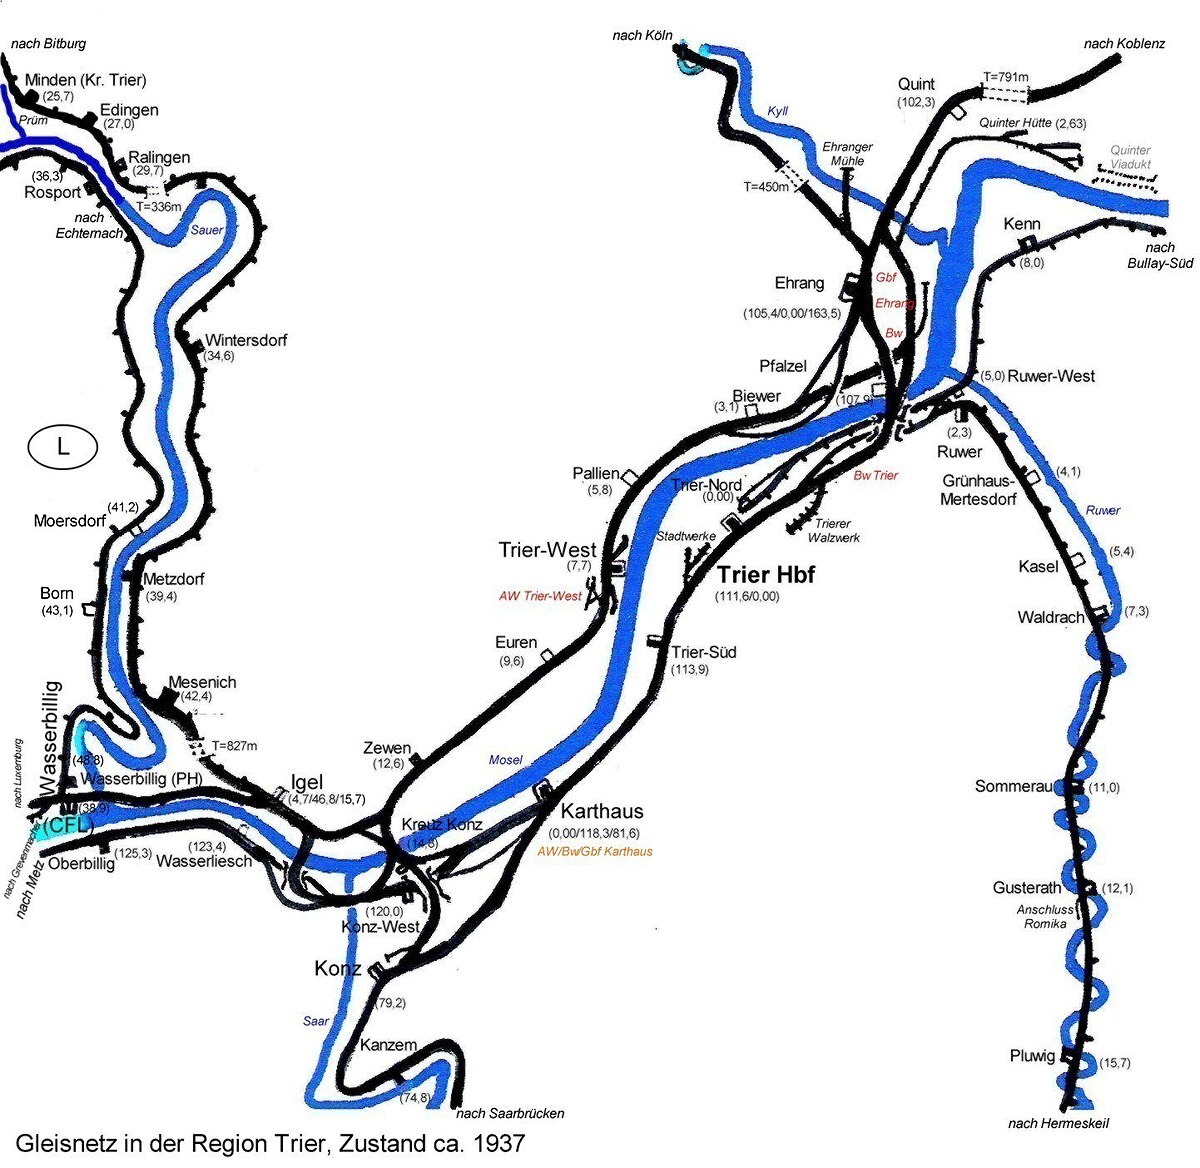 nach Bitburg
Minden (Kr. Trier)
(25,7)
Prüm
Edingen
(27,0)
Ralingen
(29,7)
(36,3)
Rosport
T=336m
nach
Echternach
Sauer
Wintersdorf
(34,6)
L
(41,2)
Moersdorf
Metzdorf
(39,4)
Born
(43,1)
Mesenich
(42,4)
T=827m
Wasserbillig
nach Luxemburg
(48,8)
Wasserbillig (PH)
(38,9)
(CFL)
nach Grevenmacher
nach Metz
Oberbillig
(125,3)
(123,4)
Wasserliesch
Igel
(4,7/46,8/15,7)
nach Köln
Kyll
Ehranger
Mühle
T=450m
nach Koblenz
T=791m
Quint
(102,3)
Quinter Hütte (2,63)
Quinter
Viadukt
Kenn
(8,0)
nach
Bullay-Süd
Ehrang
(105,4/0,00/163,5)
Gbf
Ehrang
Bw
Pfalzel
(107,9)
Biewer
(3,1)
(5,0) Ruwer-West
(2,3)
Ruwer
Pallien
(5,8)
Trier-Nord
(0,00)
Bw Trier
Grünhaus-
Mertesdorf
(4,1)
Ruwer
Trierer
Walzwerk
Stadtwerke
Trier-West
(7,7)
AW Trier-West
Trier Hbf
(111,6/0,00)
(5,4)
Kasel
Waldrach
(7,3)
Euren
(9,6)
Trier-Süd
(113,9)
Zewen
(12,6)
Mosel
Karthaus
(0,00/118,3/81,6)
AW/Bw/Gbf Karthaus
Kreuz Konz
(14,8)
Sommerau
(11,0)
Gusterath
(12,1)
Anschluss
Romika
(120,0)
Konz-West
Konz
(79,2)
Saar
Kanzem
(74,8)
nach Saarbrücken
Pluwig
(15,7)
nach Hermeskeil
Gleisnetz in der Region Trier, Zustand ca. 1937